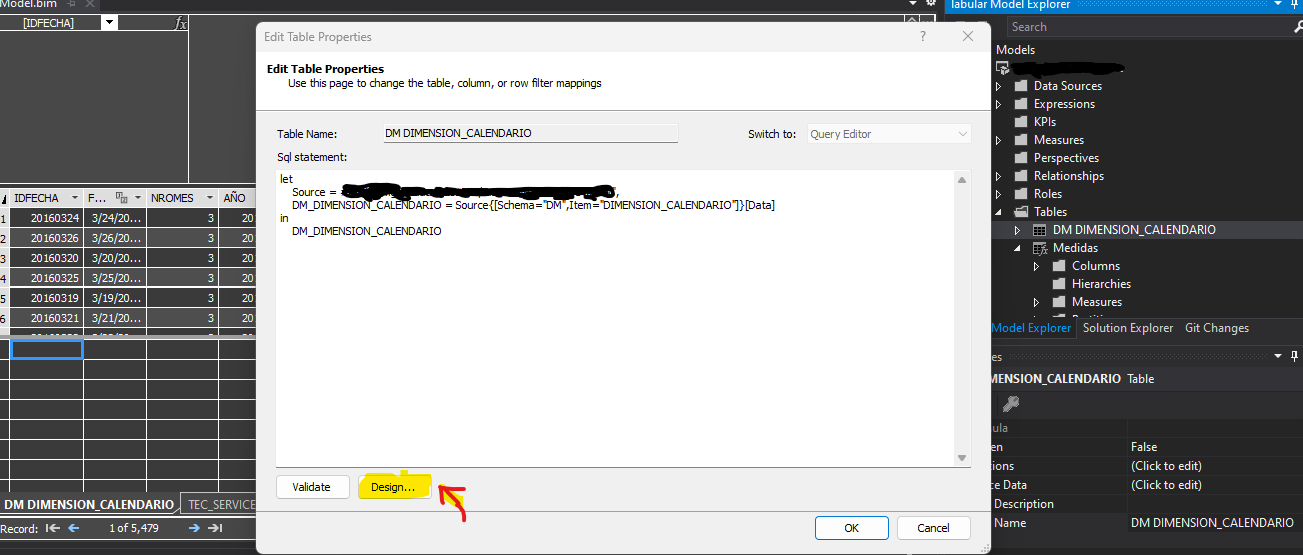 Model.bim
Tabular Model Explorer
[IDFECHA]
fx
Search
Edit Table Properties
?
Edit Table Properties
Use this page to change the table, column, or row filter mappings
Table Name:
DM DIMENSION_CALENDARIO
Switch to:
Query Editor
Sql statement:
let
Source =
,
DM_DIMENSION_CALENDARIO = Source{[Schema="DM",Item="DIMENSION_CALENDARIO"]}[Data]
in
DM_DIMENSION_CALENDARIO
Validate
Design...
OK
Cancel
IDFECHA F... NROMES AÑO
1 20160324 3/24/20... 3 20
2 20160326 3/26/20... 3 20
3 20160320 3/20/20... 3 20
4 20160325 3/25/20... 3 20
5 20160319 3/19/20... 3 20
6 20160321 3/21/20... 3 20
DM DIMENSION_CALENDARIO
TEC_SERVICE
Record:
1 of 5,479
Models
Data Sources
Expressions
KPIs
Measures
Perspectives
Relationships
Roles
Tables
DM DIMENSION_CALENDARIO
Medidas
Columns
Hierarchies
Measures
Model Explorer
Solution Explorer
Git Changes
es
MENSION_CALENDARIO Table
ula
en
False
ions
(Click to edit)
ce Data
(Click to edit)
Description
Name
DM DIMENSION_CALENDARIO